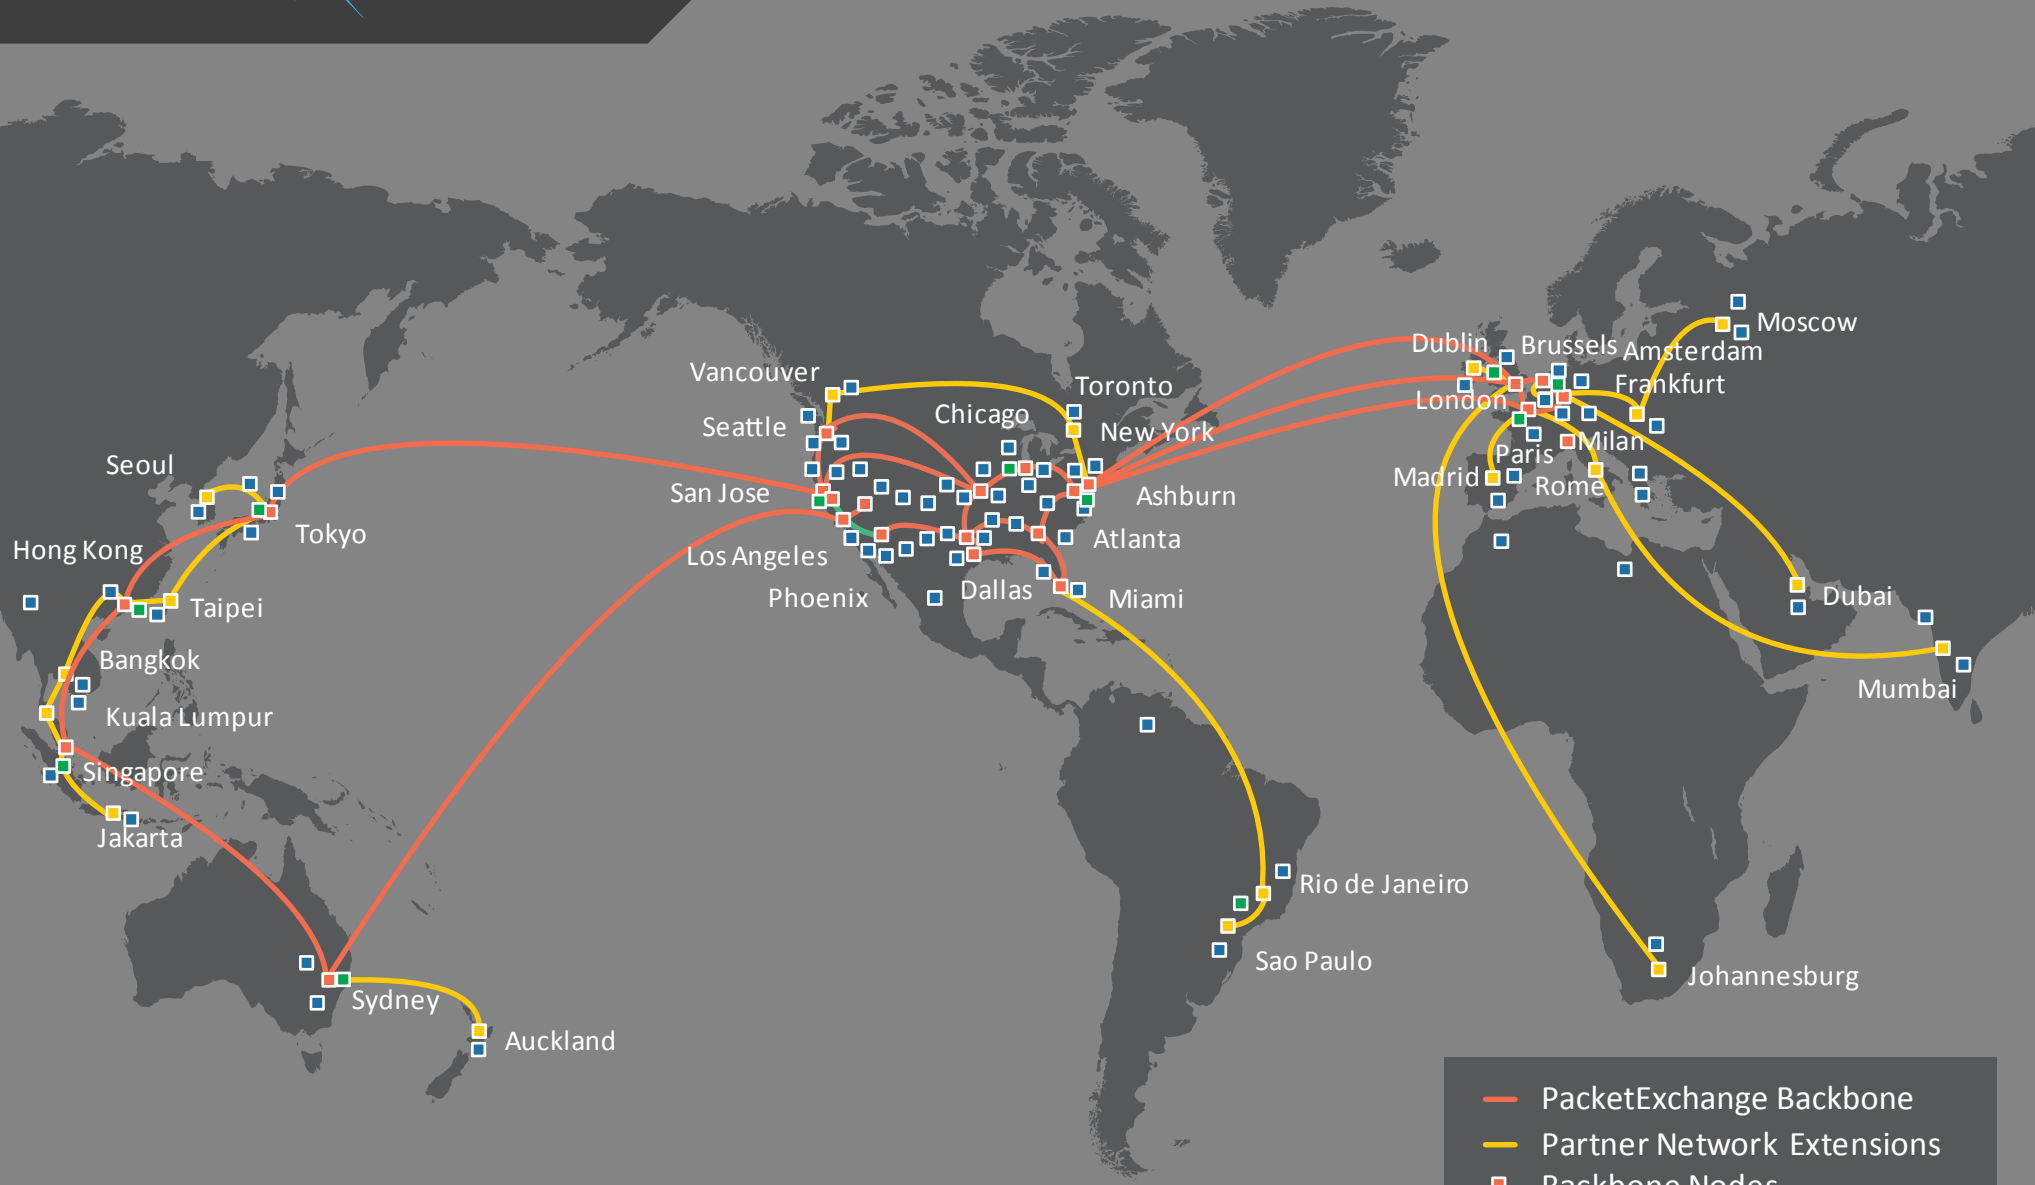 Moscow
Dublin
Brussels
Amsterdam
Vancouver
Toronto
Frankfurt
London
Chicago
Seattle
New York
Milan
Paris
Seoul
Madrid
Rome
San Jose
Ashburn
Tokyo
Atlanta
Hong Kong
Los Angeles
Dallas
Phoenix
Miami
Dubai
Taipei
Bangkok
Mumbai
Kuala Lumpur
Singapore
Jakarta
Rio de Janeiro
Sao Paulo
Johannesburg
Sydney
Auckland
PacketExchange Backbone
Partner Network Extensions
Backbone Nodes